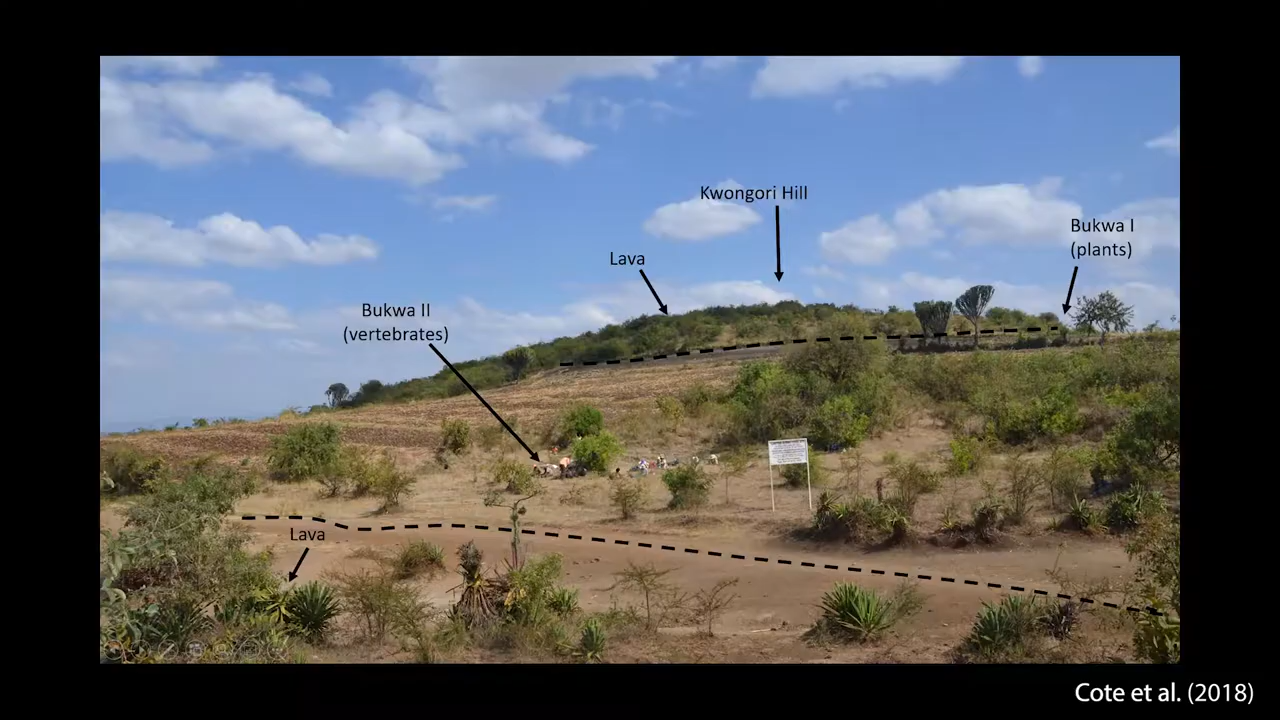 Kwongori Hill
Bukwa I
(plants)
Lava
Bukwa II
(vertebrates)
Lava
Cote et al. (2018)